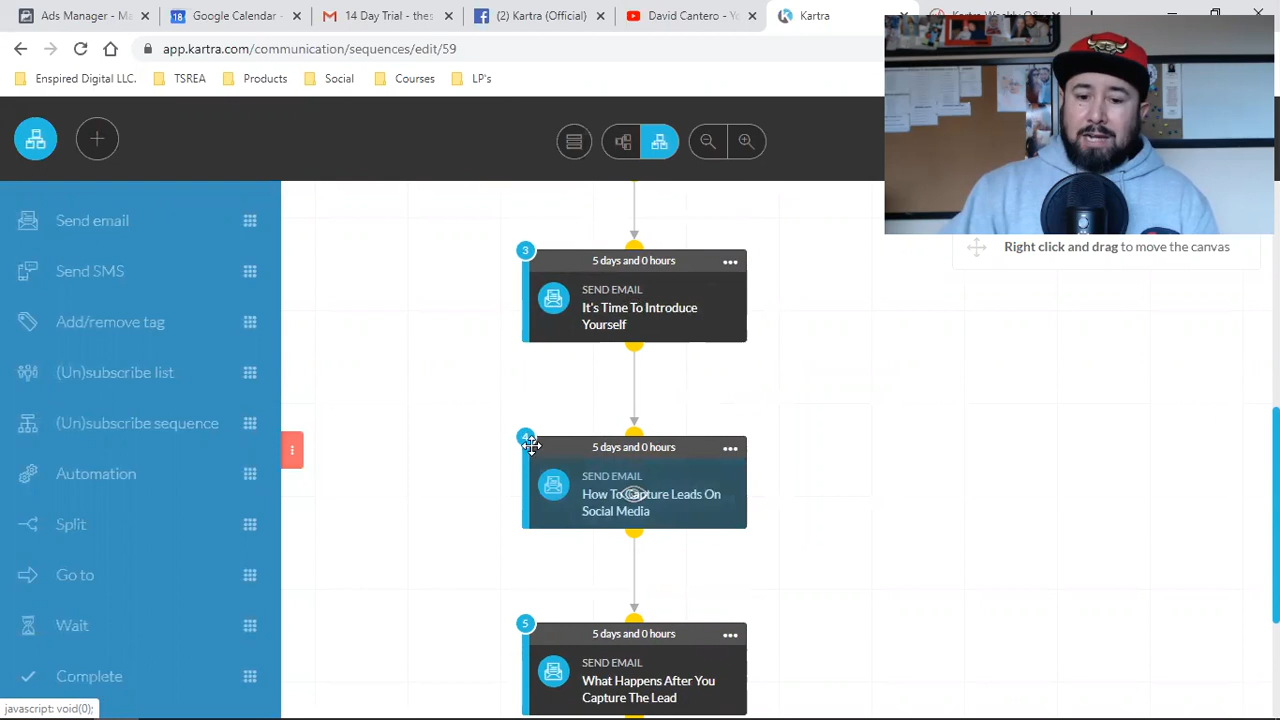 Ads Manager - Ma
Google Calendar
14-Day Trial - thes
(2) Kartra (Official)
David Cantero - Yo
Kartra
app.kartra.com/communications/sequences/edit/59
Enspired Digital LLC.
TSREA
Products
Courses
LP's
Send email
Send SMS
Add/remove tag
(Un)subscribe list
(Un)subscribe sequence
Automation
Split
Go to
Wait
Complete
Right click and drag to move the canvas
3
5 days and 0 hours
SEND EMAIL
It's Time To Introduce
Yourself
4
5 days and 0 hours
SEND EMAIL
How To Capture Leads On
Social Media
5
5 days and 0 hours
SEND EMAIL
What Happens After You
Capture The Lead
javascript: void(0);